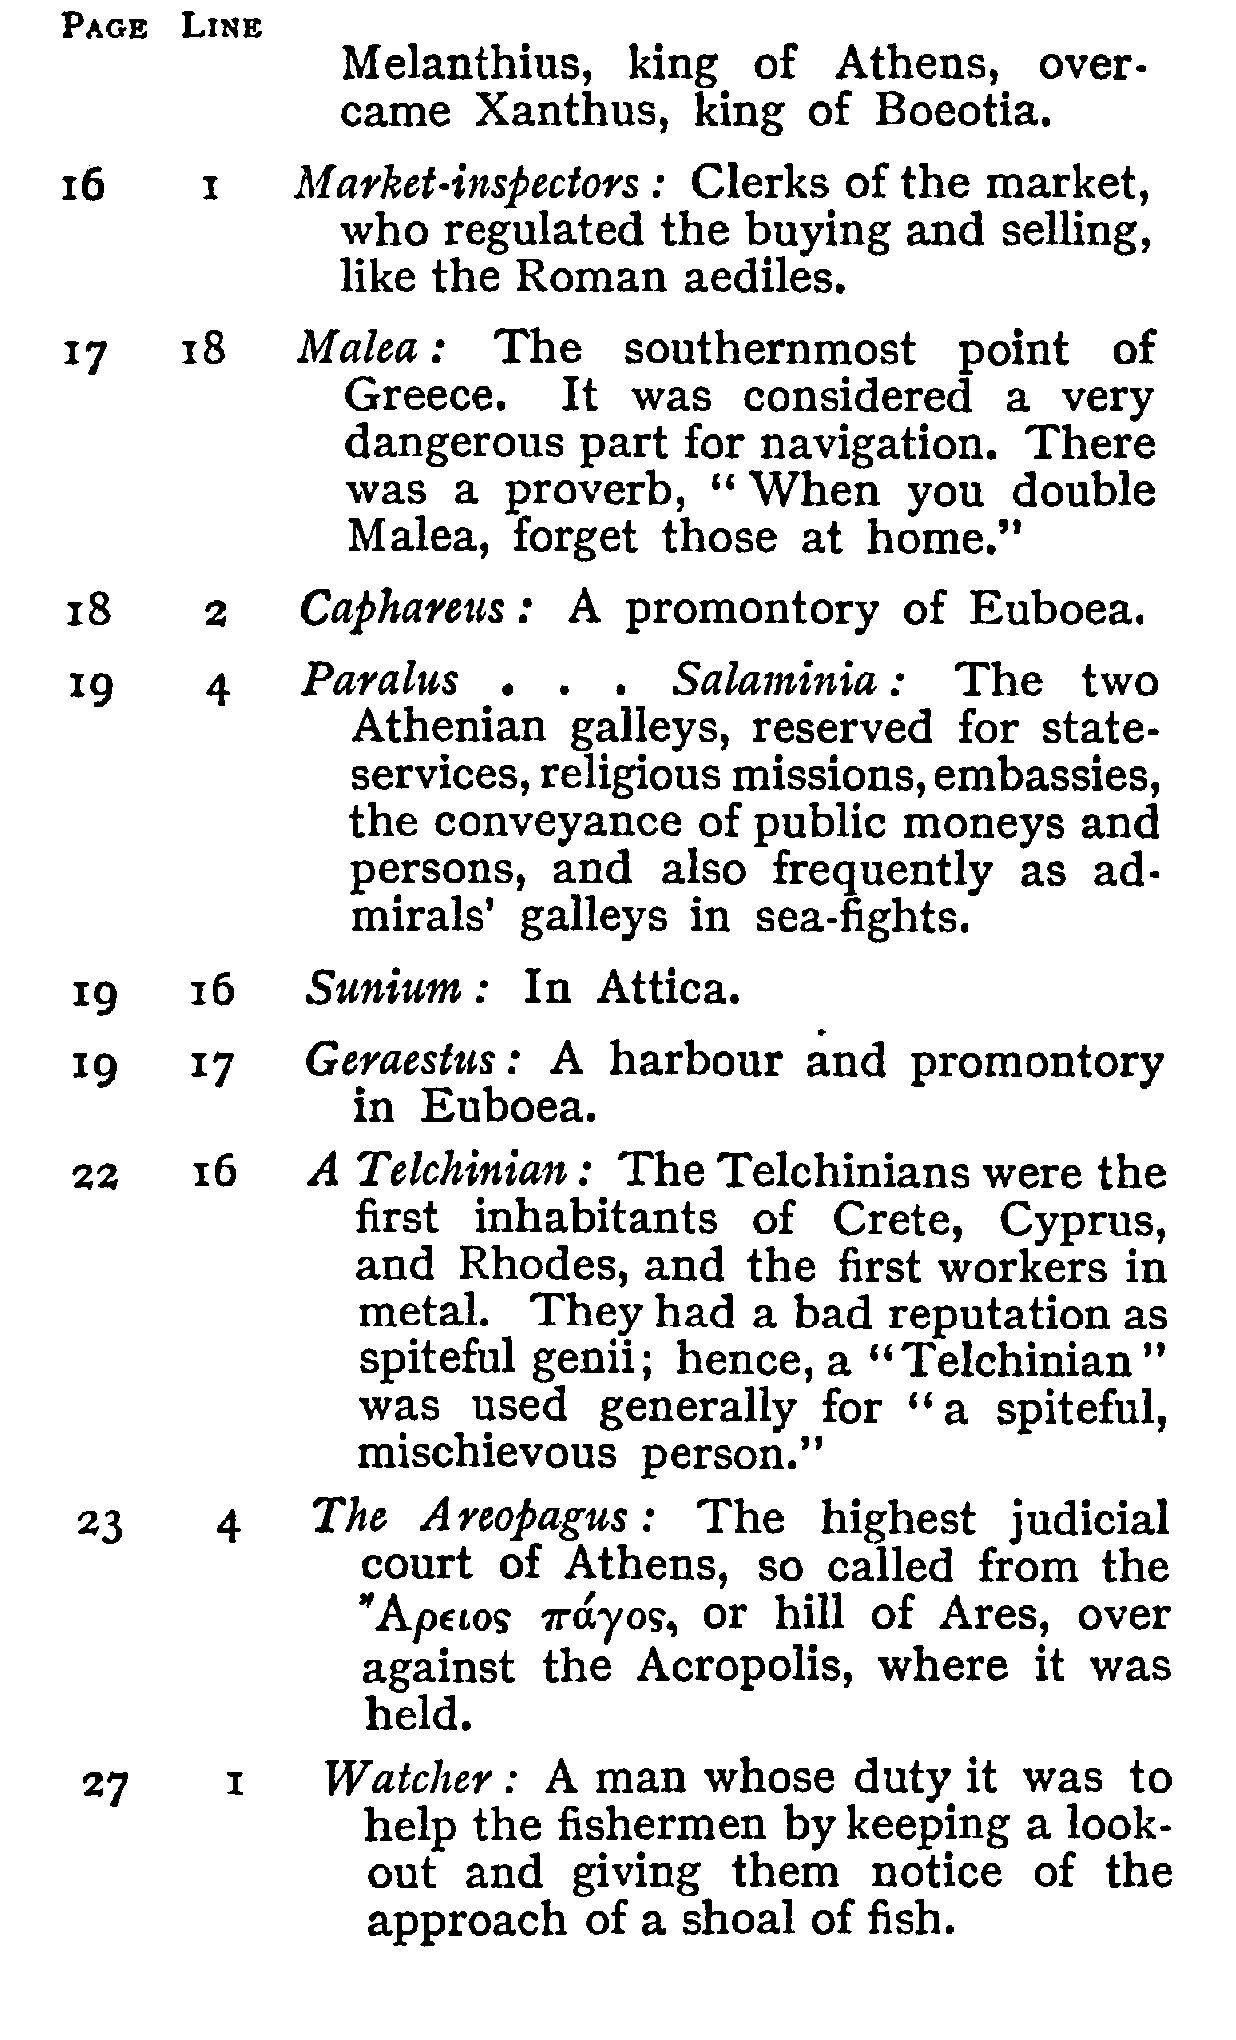 PAGE LINE
Melanthius, king of Athens, over-
came Xanthus, king of Boeotia.
16 1 Market-inspectors : Clerks of the market,
who regulated the buying and selling,
like the Roman aediles.
17 18 Malea : The southernmost point of
Greece. It was considered a very
dangerous part for navigation. There
was a proverb, “ When you double
Malea, forget those at home.”
18 2 Caphareus : A promontory of Euboea.
19 4 Paralus . . . Salaminia : The two
Athenian galleys, reserved for state-
services, religious missions, embassies,
the conveyance of public moneys and
persons, and also frequently as ad-
mirals’ galleys in sea-fights.
19 16 Sunium : In Attica.
19 17 Geraestus : A harbour and promontory
in Euboea.
22 16 A Telchinian : The Telchinians were the
first inhabitants of Crete, Cyprus,
and Rhodes, and the first workers in
metal. They had a bad reputation as
spiteful genii; hence, a “ Telchinian ”
was used generally for “ a spiteful,
mischievous person.”
23 4 The Areopagus : The highest judicial
court of Athens, so called from the
Ἄρειος πάγος, or hill of Ares, over
against the Acropolis, where it was
held.
27 1 Watcher : A man whose duty it was to
help the fishermen by keeping a look-
out and giving them notice of the
approach of a shoal of fish.